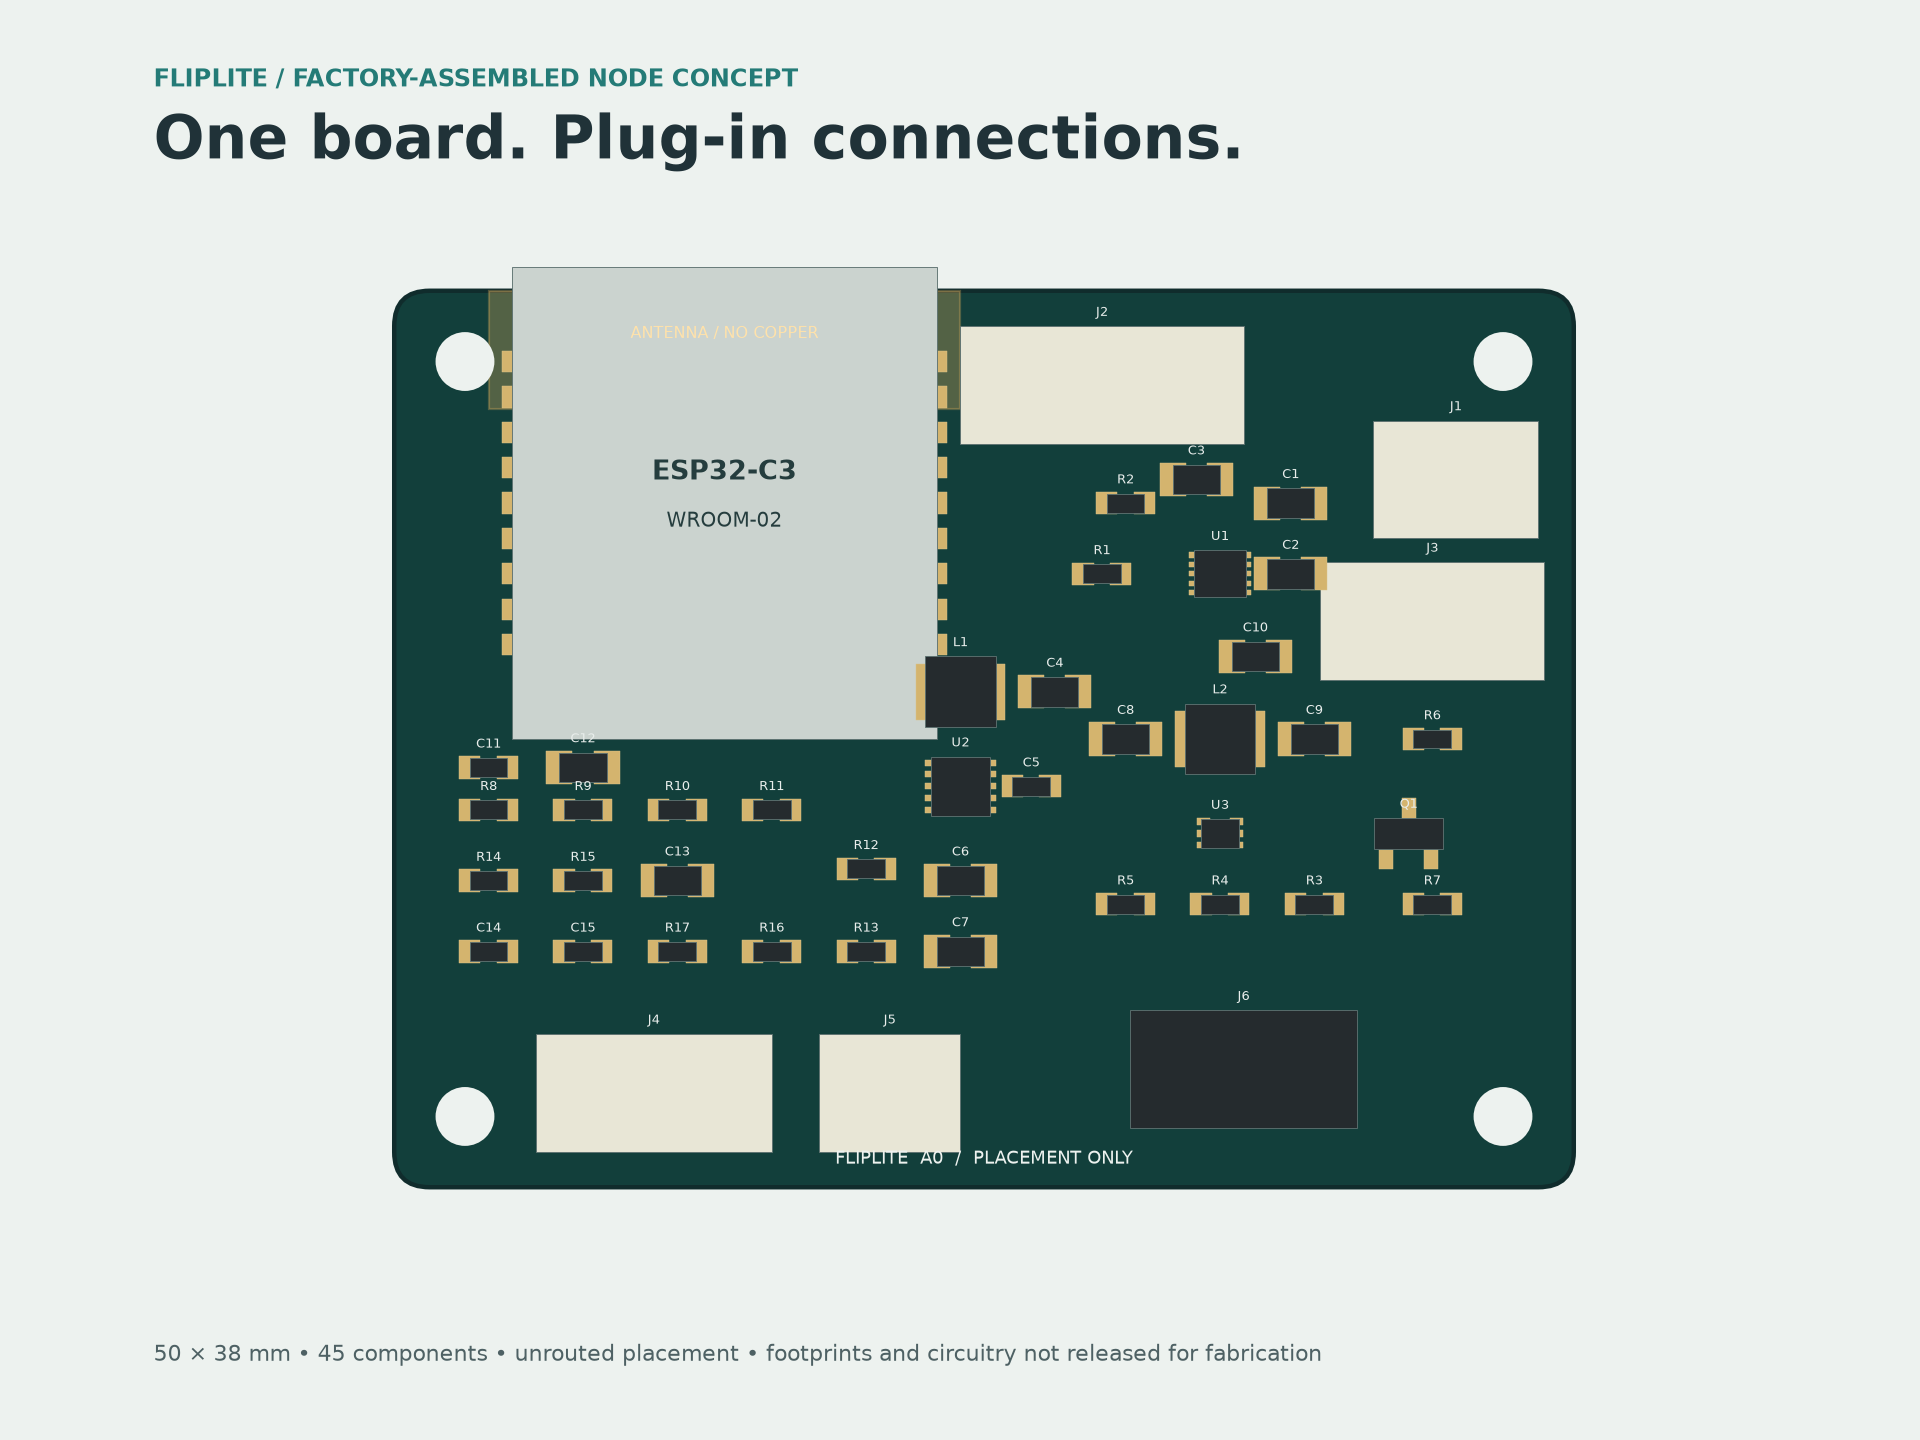 FLIPLITE / FACTORY-ASSEMBLED NODE CONCEPT
One board. Plug-in connections.
J2
ANTENNA / NO COPPER
J1
C3
ESP32-C3
C1
R2
WROOM-02
U1
C2
J3
R1
C10
L1
C4
L2
C8
C9
R6
C11
C12
U2
C5
R8
R9
R10
R11
U3
Q1
R12
C13
C6
R14
R15
R5
R4
R3
R7
C7
C14
C15
R17
R16
R13
J6
J4
J5
FLIPLITE A0 / PLACEMENT ONLY
50 × 38 mm • 45 components • unrouted placement • footprints and circuitry not released for fabrication